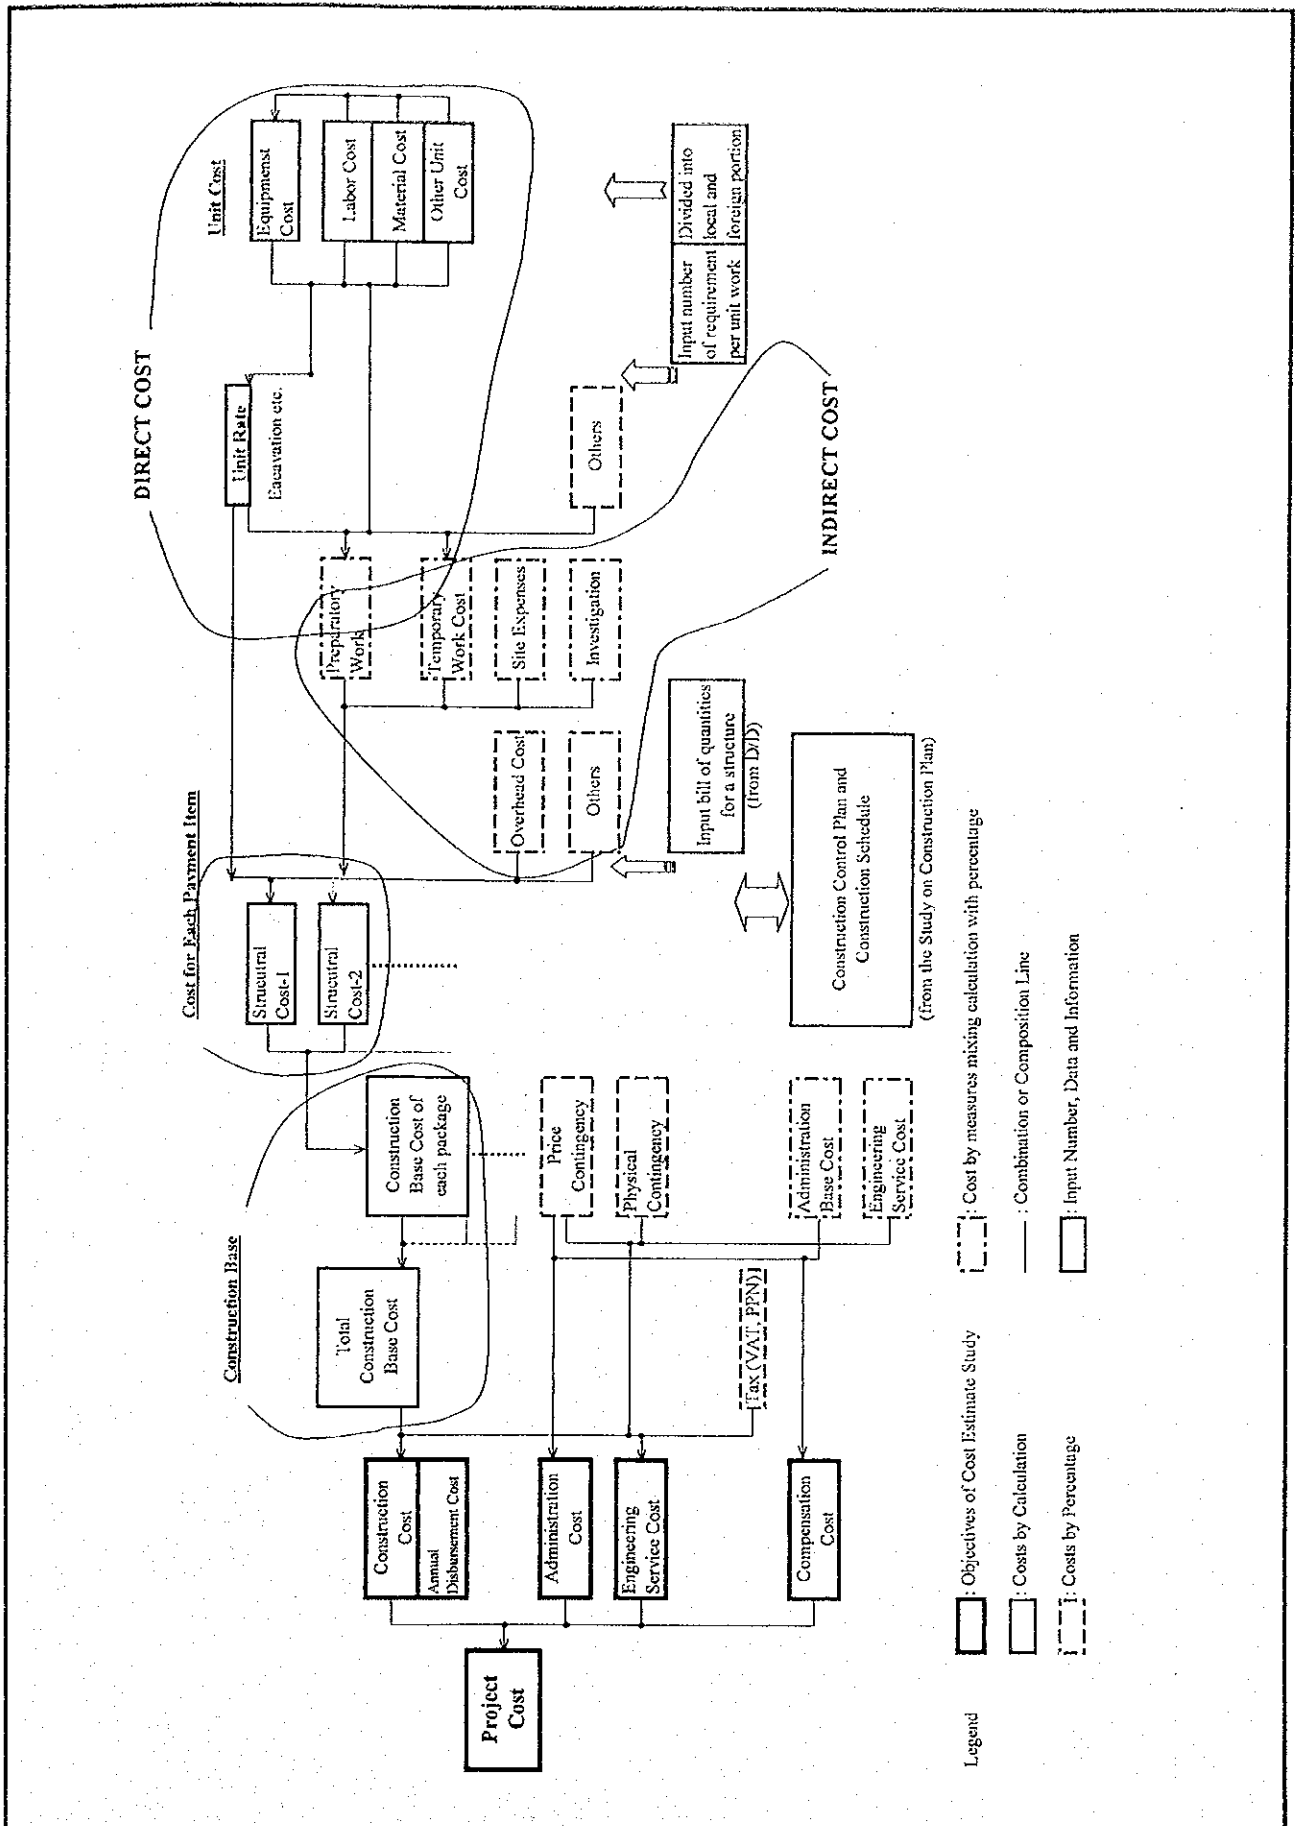 Project
Cost
Construction
Cost
Annual
Disbursement Cost
Administration
Cost
Engineering
Service Cost
Compensation
Cost
Construction Base
Total
Construction
Base Cost
Construction
Base Cost of
each package
Tax (VAT, PPN)
Price
Contingency
Physical
Contingency
Administration
Base Cost
Engineering
Service Cost
Cost for Each Payment Item
Strucutral
Cost-1
Strucutral
Cost-2
Overhead Cost
Others
Input bill of quantities
for a structure
(from D/D)
Construction Control Plan and
Construction Schedule
(from the Study on Construction Plan)
DIRECT COST
Unit Rate
Excavation etc.
Preparatory
Work
Temporary
Work Cost
Site Expenses
Investigation
Others
INDIRECT COST
Unit Cost
Equipmenst
Cost
Labor Cost
Material Cost
Other Unit
Cost
Input number
of requirement
per unit work
Divided into
local and
foreign portion
Legend
: Objectives of Cost Estimate Study
: Costs by Calculation
: Costs by Percentage
: Cost by measures mixing calculation with percentage
: Combination or Composition Line
: Input Number, Data and Information